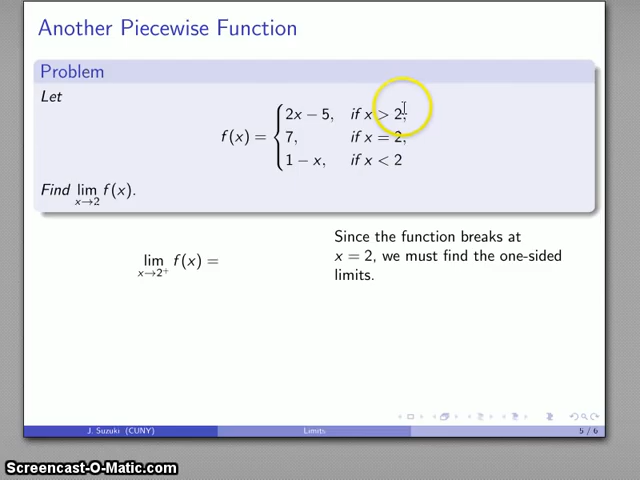 Another Piecewise Function
Problem
Let
f(x) = { 2x − 5, if x > 2,
7, if x = 2,
1 − x, if x < 2
Find lim f(x).
x→2
Since the function breaks at
lim f(x) = x = 2, we must find the one-sided
x→2⁺
limits.
J. Suzuki (CUNY) Limits 5 / 6
Screencast-O-Matic.com